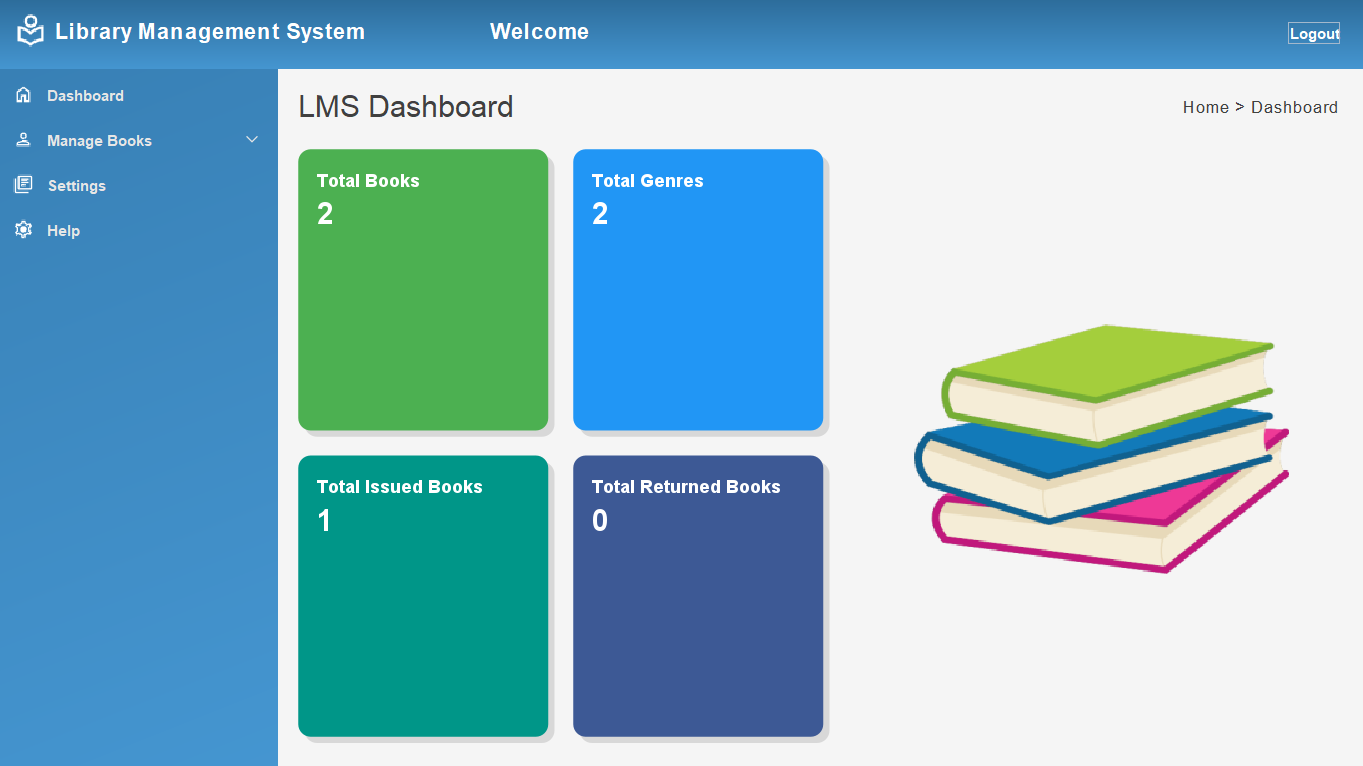 Library Management System
Welcome
Logout
Dashboard
Manage Books
Settings
Help
LMS Dashboard
Home > Dashboard
Total Books
2
Total Genres
2
Total Issued Books
1
Total Returned Books
0